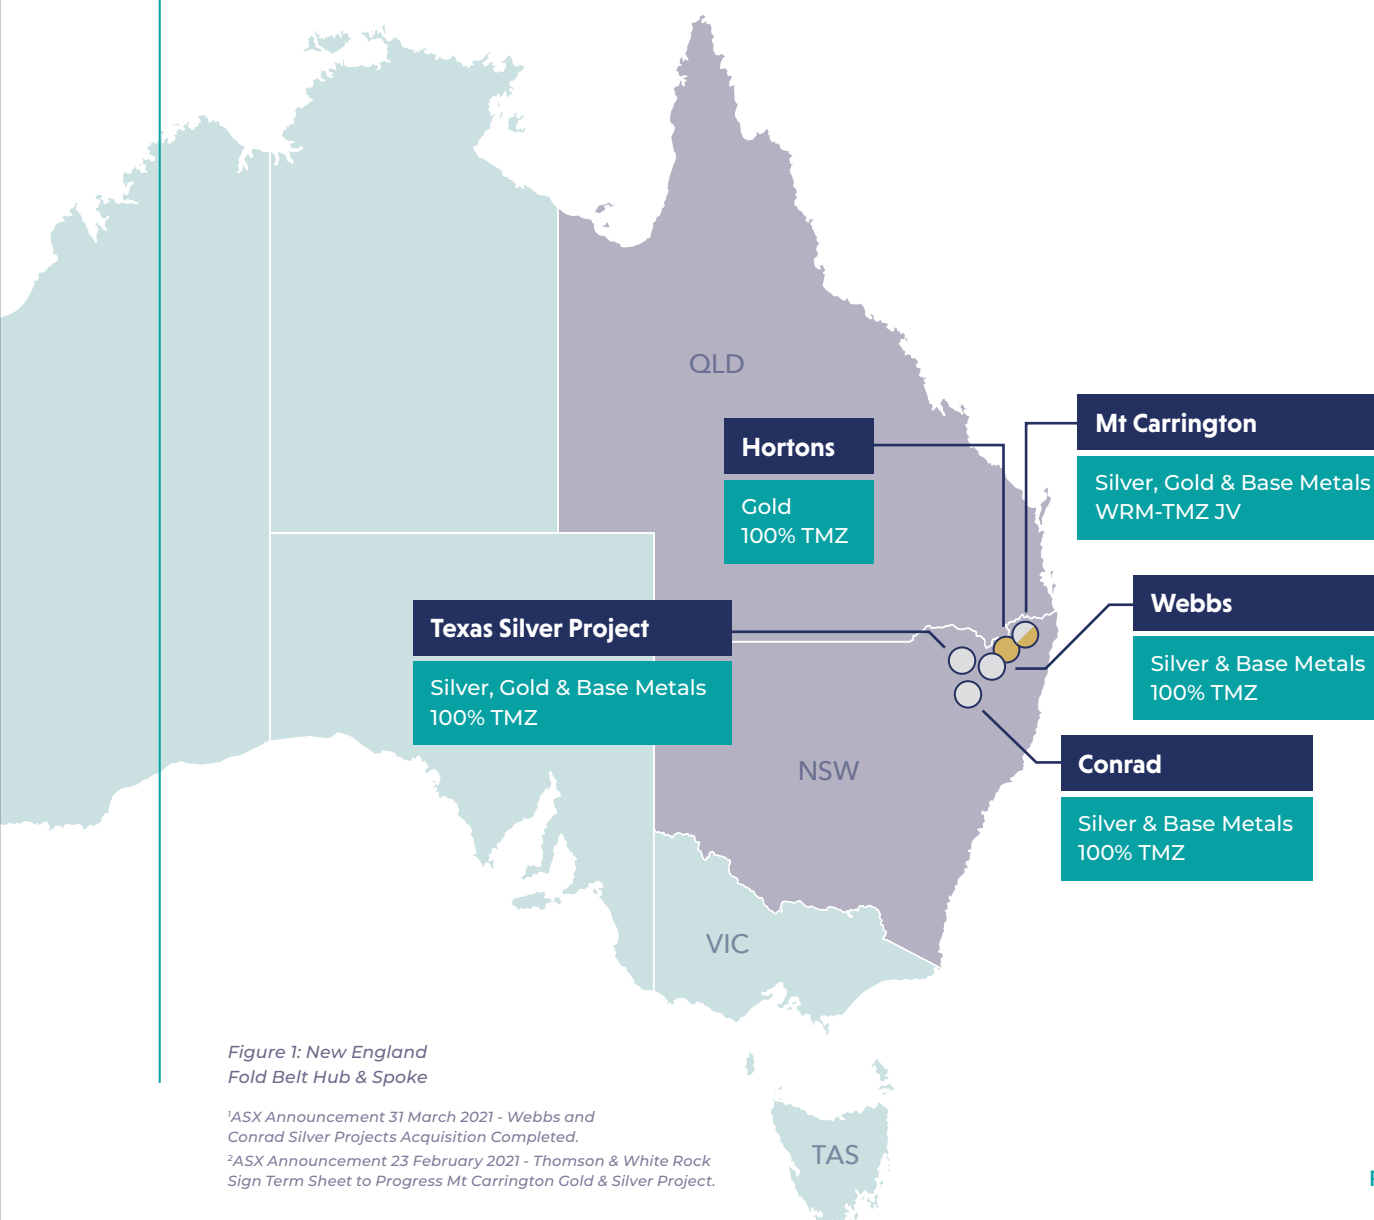 QLD
Hortons
Gold
100% TMZ
Mt Carrington
Silver, Gold & Base Metals
WRM-TMZ JV
Webbs
Silver & Base Metals
100% TMZ
Texas Silver Project
Silver, Gold & Base Metals
100% TMZ
Conrad
Silver & Base Metals
100% TMZ
NSW
VIC
TAS
Figure 1: New England
Fold Belt Hub & Spoke
¹ASX Announcement 31 March 2021 - Webbs and
Conrad Silver Projects Acquisition Completed.
²ASX Announcement 23 February 2021 - Thomson & White Rock
Sign Term Sheet to Progress Mt Carrington Gold & Silver Project.